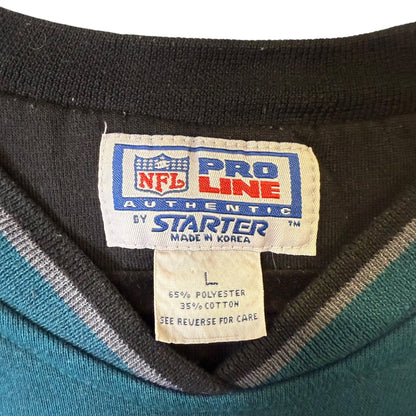 NFL PRO LINE
AUTHENTIC
BY STARTER ™
MADE IN KOREA
L
65% POLYESTER
35% COTTON
SEE REVERSE FOR CARE